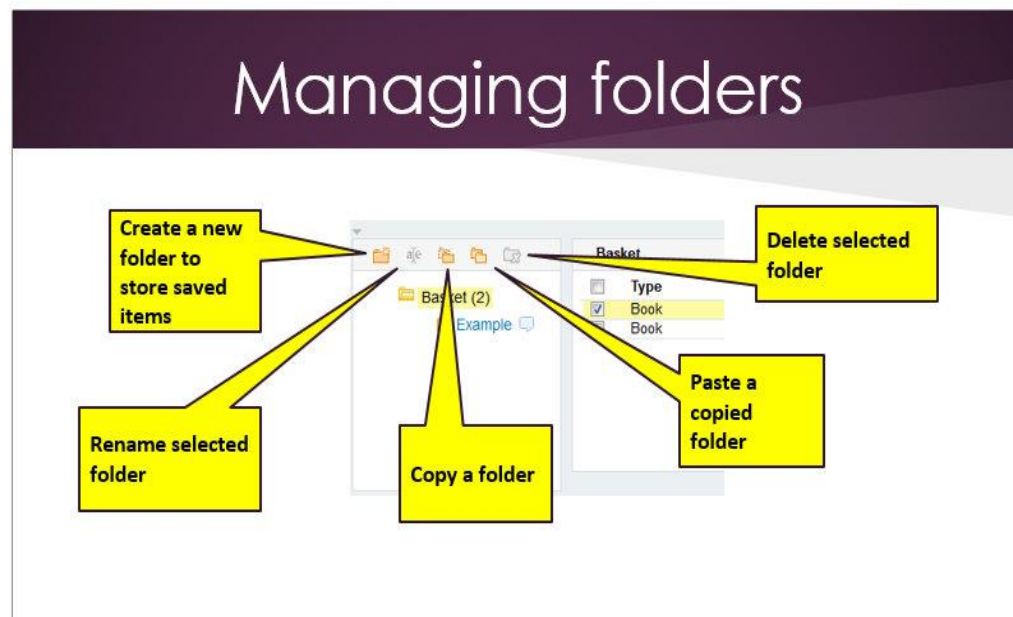 Managing folders
Create a new
folder to
store saved
items
Delete selected
folder
Basket
Type
Book
Book
Basket (2)
Example
Rename selected
folder
Copy a folder
Paste a
copied
folder